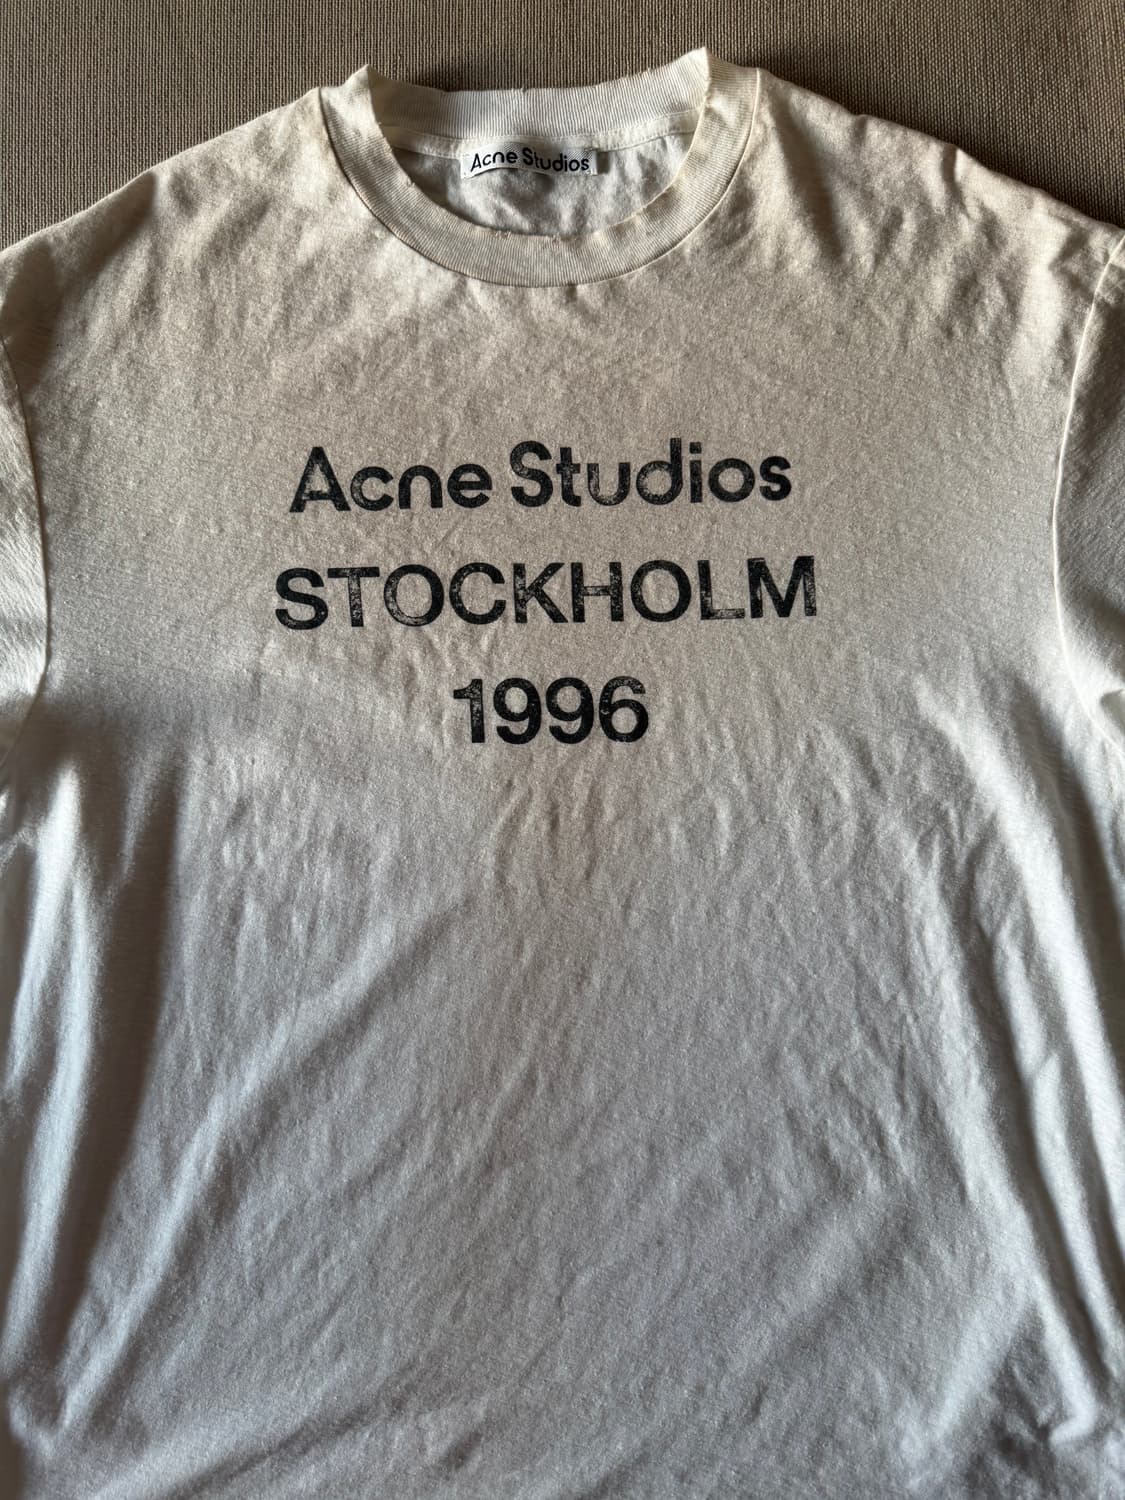 Acne Studios
Acne Studios
STOCKHOLM
1996